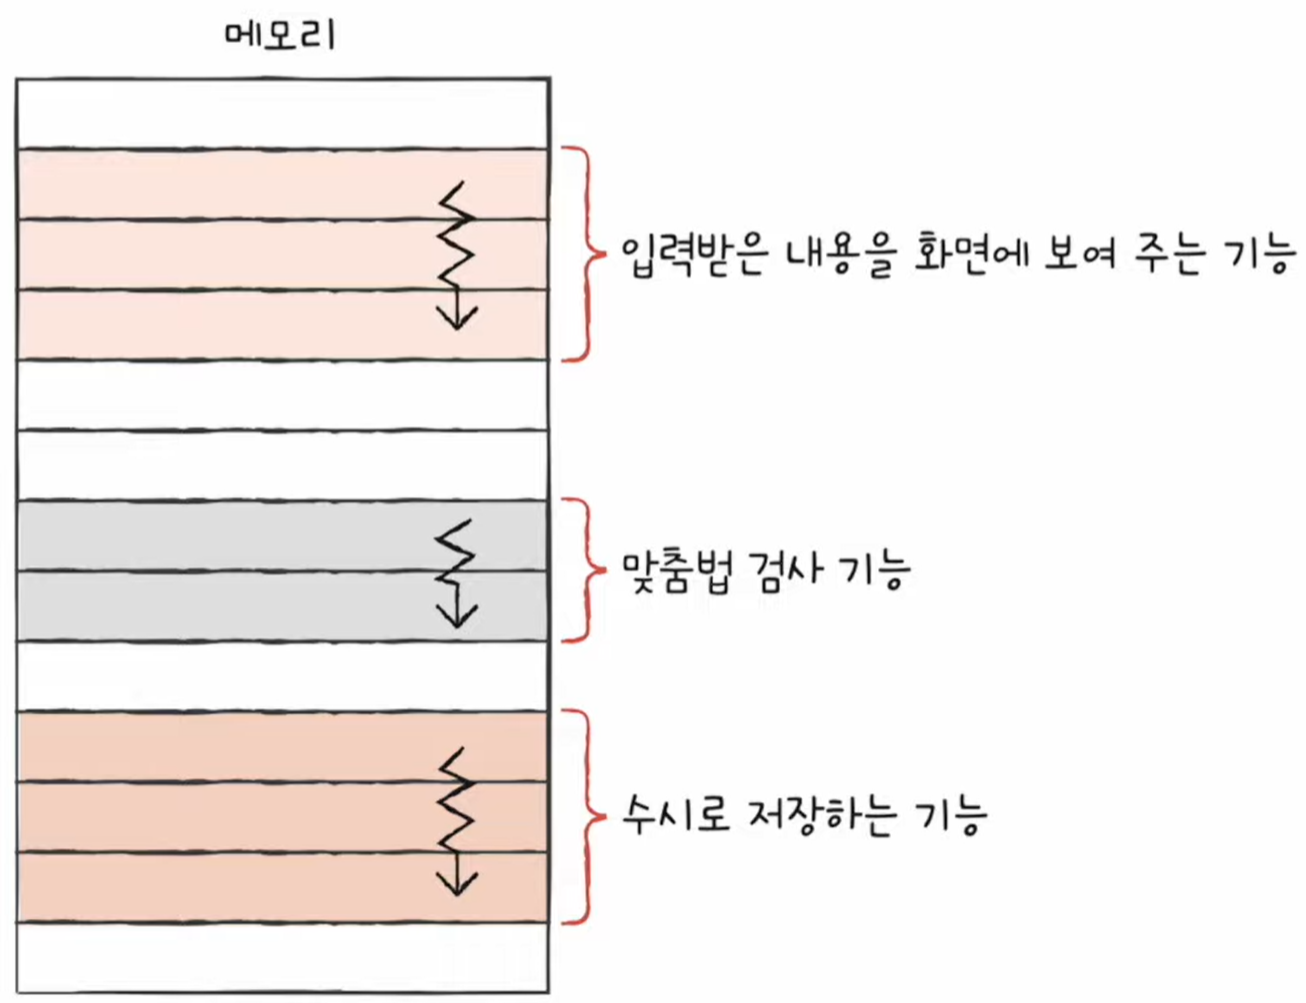 메모리
입력받은 내용을 화면에 보여 주는 기능
맞춤법 검사 기능
수시로 저장하는 기능